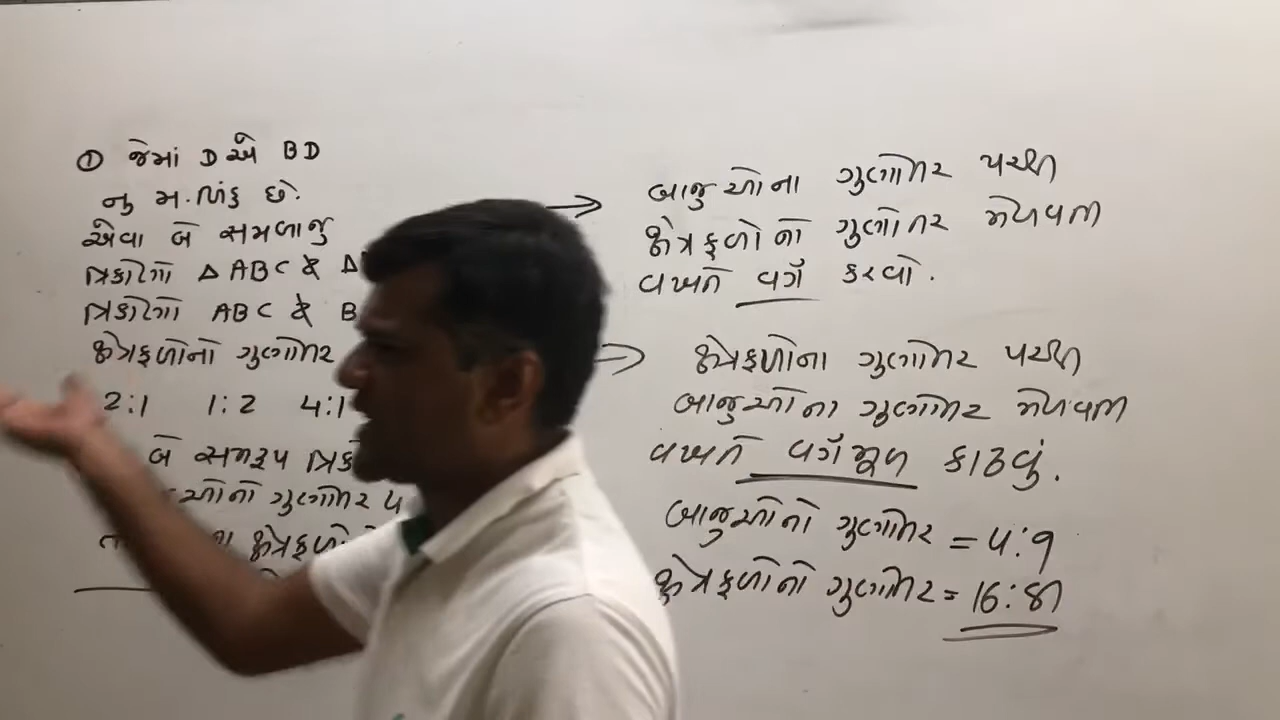 ① જેમાં D એ BD
નુ મ.બિંદુ છે.
એવા બે સમબાજુ
ત્રિકોણો Δ ABC & Δ
ત્રિકોણો ABC & B
ક્ષેત્રફળોનો ગુણોત્તર
2:1 1:2 4:1
બે સમરૂપ
ઓનો ગુણોત્તર 4
ક્ષેત્રફળો
→ બાજુઓના ગુણોત્તર પરથી
ક્ષેત્રફળોનો ગુણોત્તર મેળવતા
વખતે વર્ગ કરવો.
→ ક્ષેત્રફળોના ગુણોત્તર પરથી
બાજુઓના ગુણોત્તર મેળવતા
વખતે વર્ગમૂળ કાઢવું.
બાજુઓનો ગુણોત્તર = 4:9
ક્ષેત્રફળોનો ગુણોત્તર = 16:81